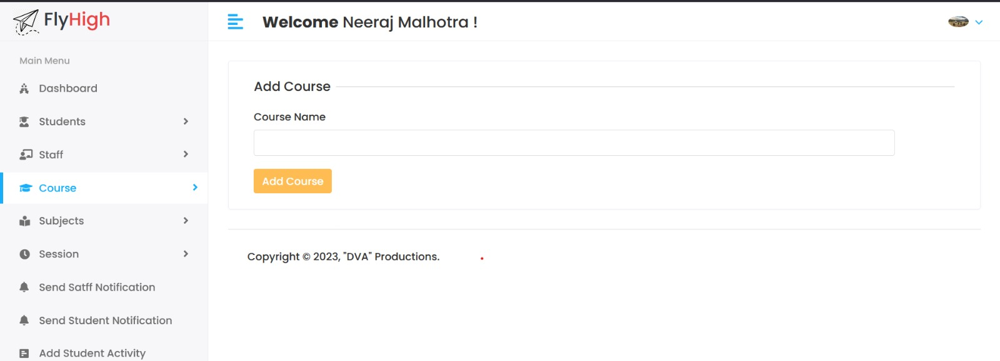 FlyHigh
Welcome Neeraj Malhotra !
Main Menu
Dashboard
Students
Staff
Course
Subjects
Session
Send Satff Notification
Send Student Notification
Add Student Activity
Add Course
Course Name
Add Course
Copyright © 2023, "DVA" Productions.